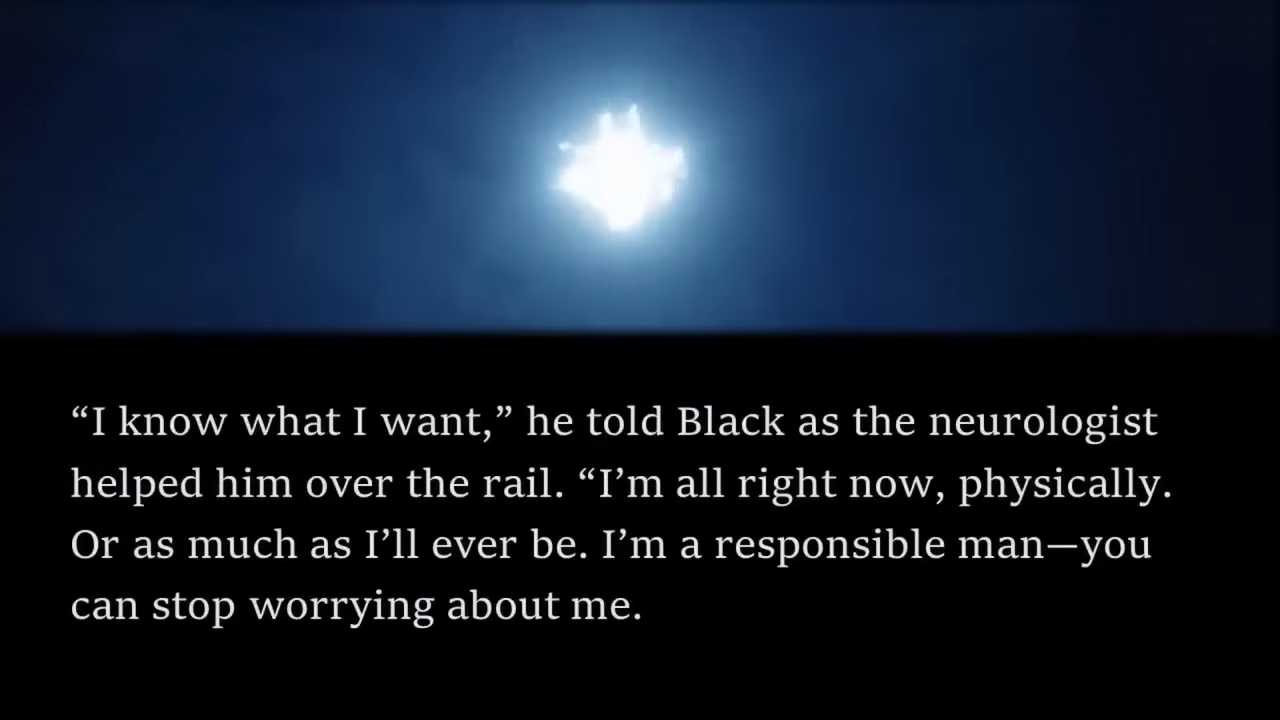 “I know what I want,” he told Black as the neurologist
helped him over the rail. “I’m all right now, physically.
Or as much as I’ll ever be. I’m a responsible man—you
can stop worrying about me.